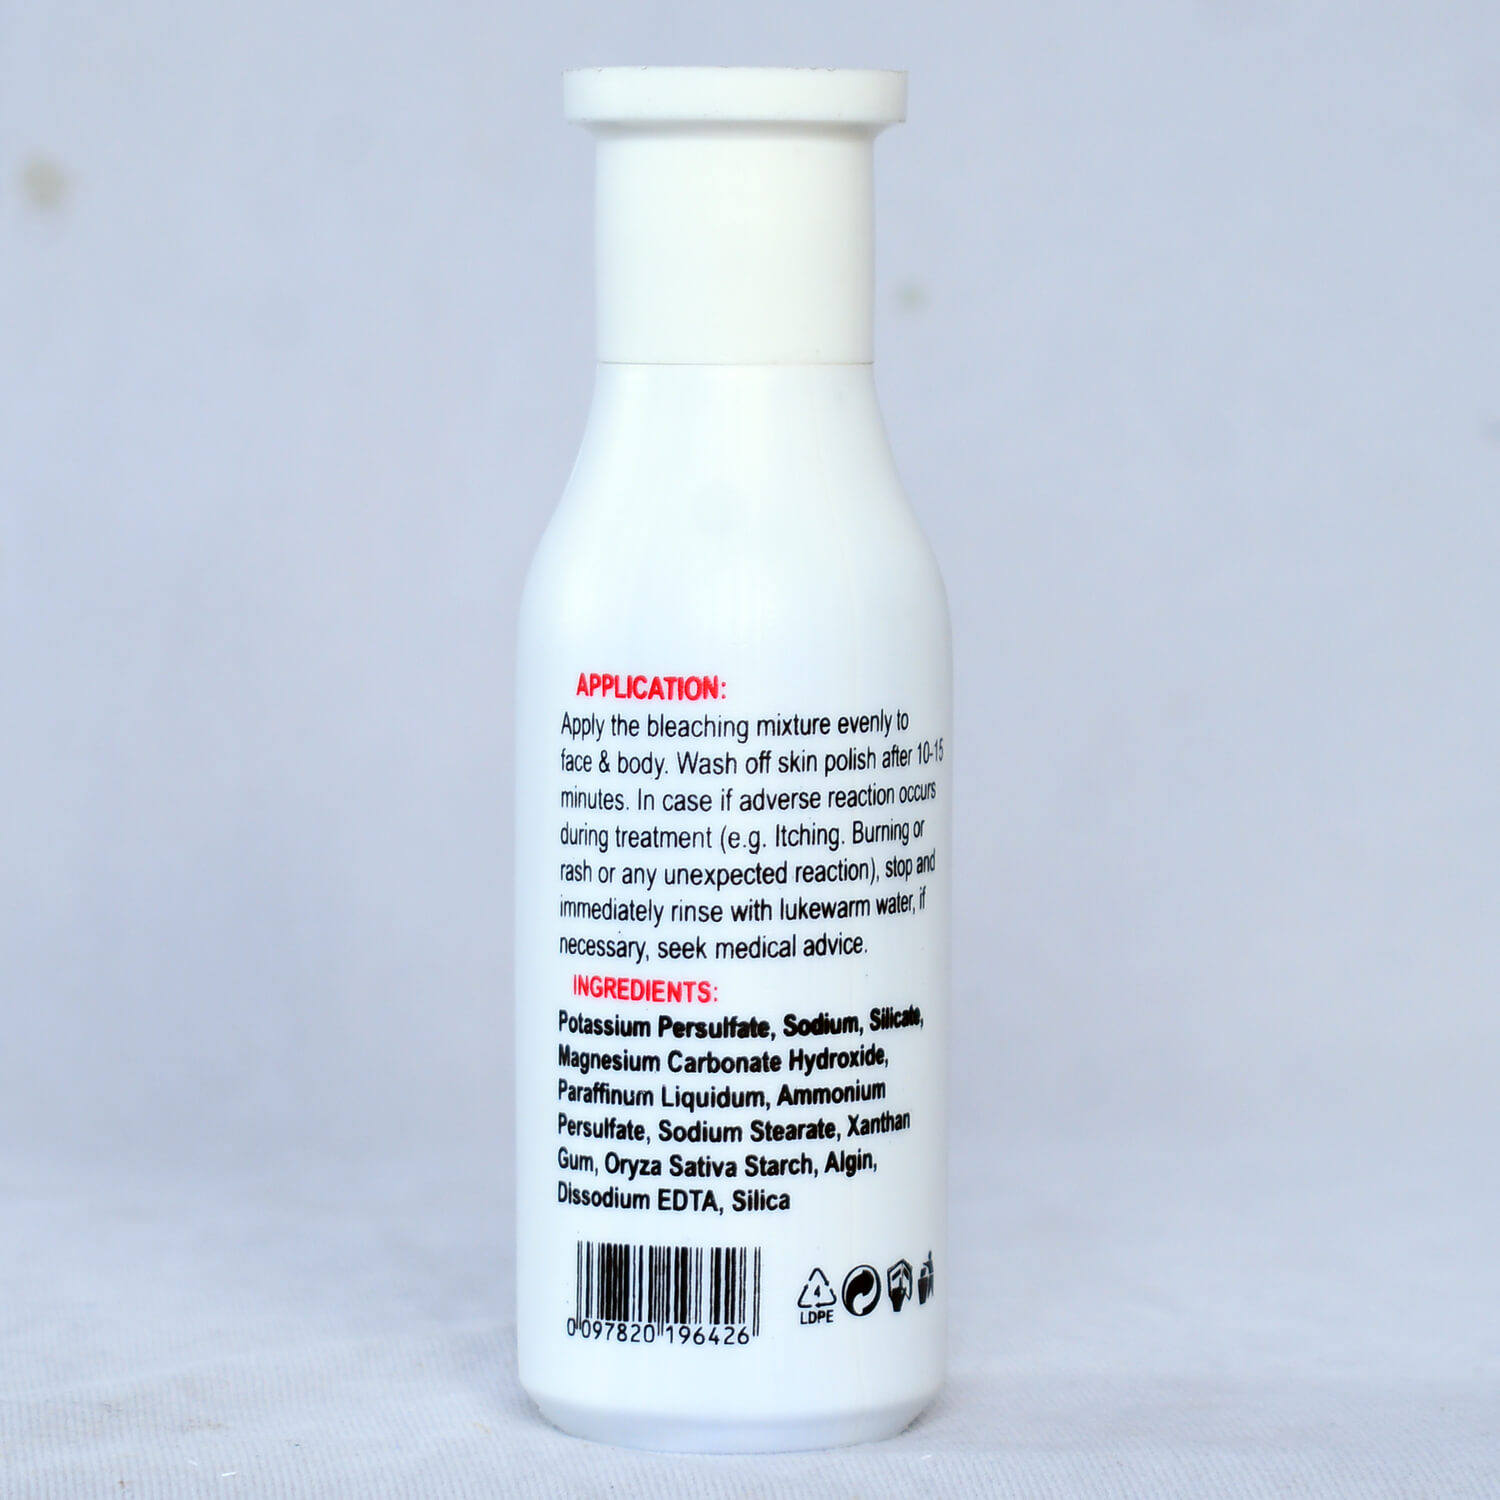 APPLICATION:
Apply the bleaching mixture evenly to
face & body. Wash off skin polish after 10-15
minutes. In case if adverse reaction occurs
during treatment (e.g. Itching. Burning or
rash or any unexpected reaction), stop and
immediately rinse with lukewarm water, if
necessary, seek medical advice.
INGREDIENTS:
Potassium Persulfate, Sodium, Silicate,
Magnesium Carbonate Hydroxide,
Paraffinum Liquidum, Ammonium
Persulfate, Sodium Stearate, Xanthan
Gum, Oryza Sativa Starch, Algin,
Dissodium EDTA, Silica
4
LDPE
0 097820 196426